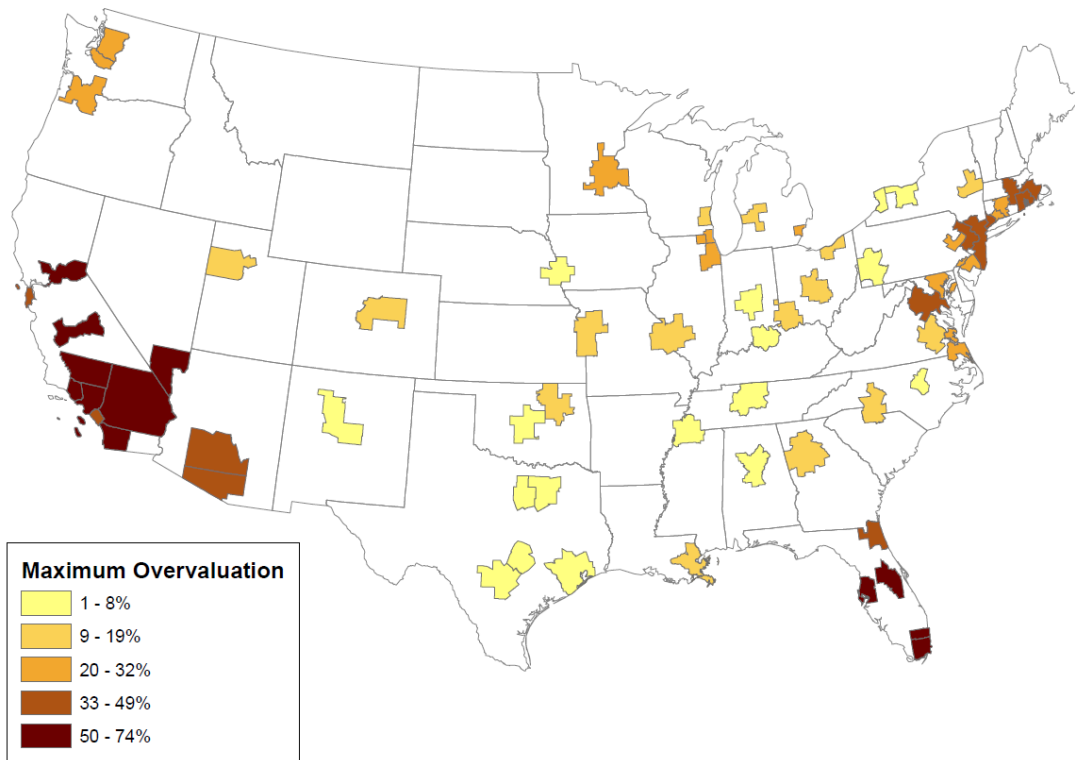 Maximum Overvaluation
1 - 8%
9 - 19%
20 - 32%
33 - 49%
50 - 74%